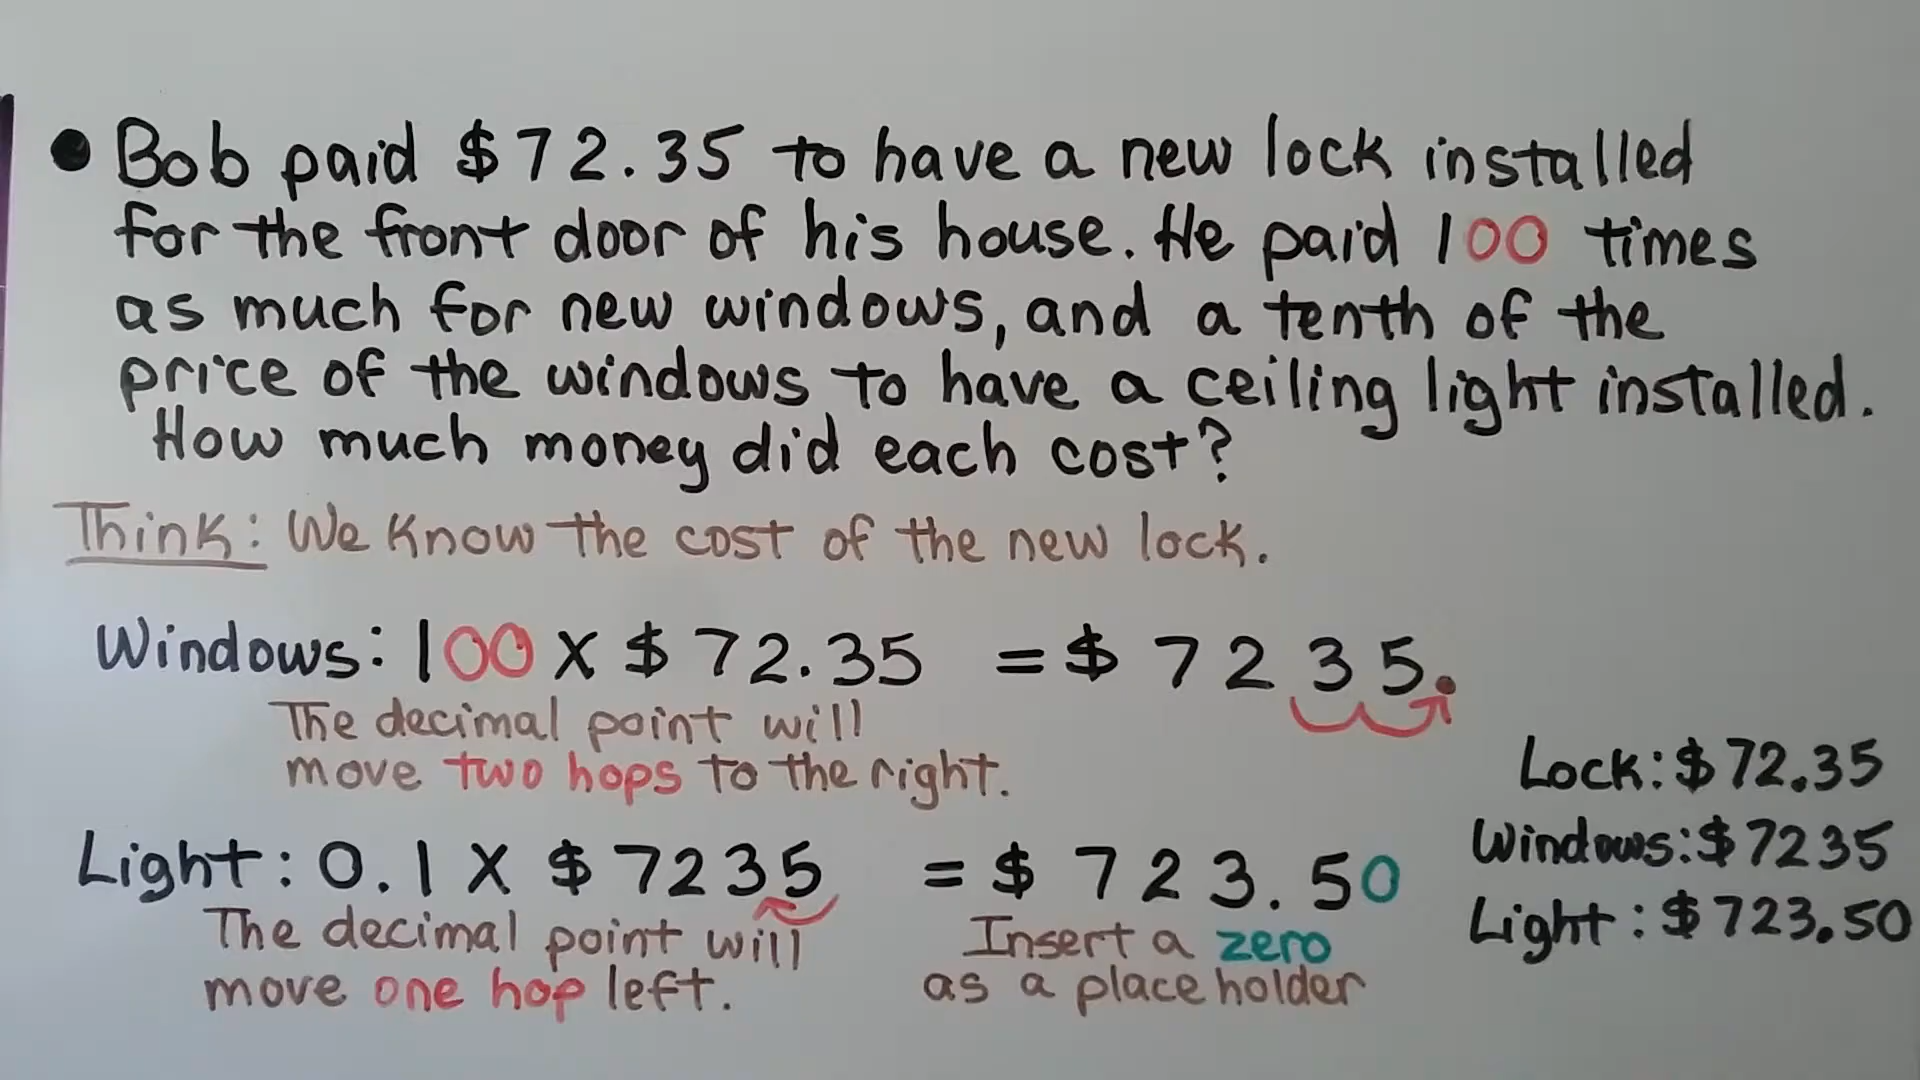 • Bob paid $72.35 to have a new lock installed
for the front door of his house. He paid 100 times
as much for new windows, and a tenth of the
price of the windows to have a ceiling light installed.
How much money did each cost?
Think: We know the cost of the new lock.
Windows: 100 x $72.35 = $7235.
The decimal point will
move two hops to the right.
Light: 0.1 x $7235 = $723.50
The decimal point will
move one hop left.
Insert a zero
as a place holder
Lock: $72.35
Windows: $7235
Light: $723.50